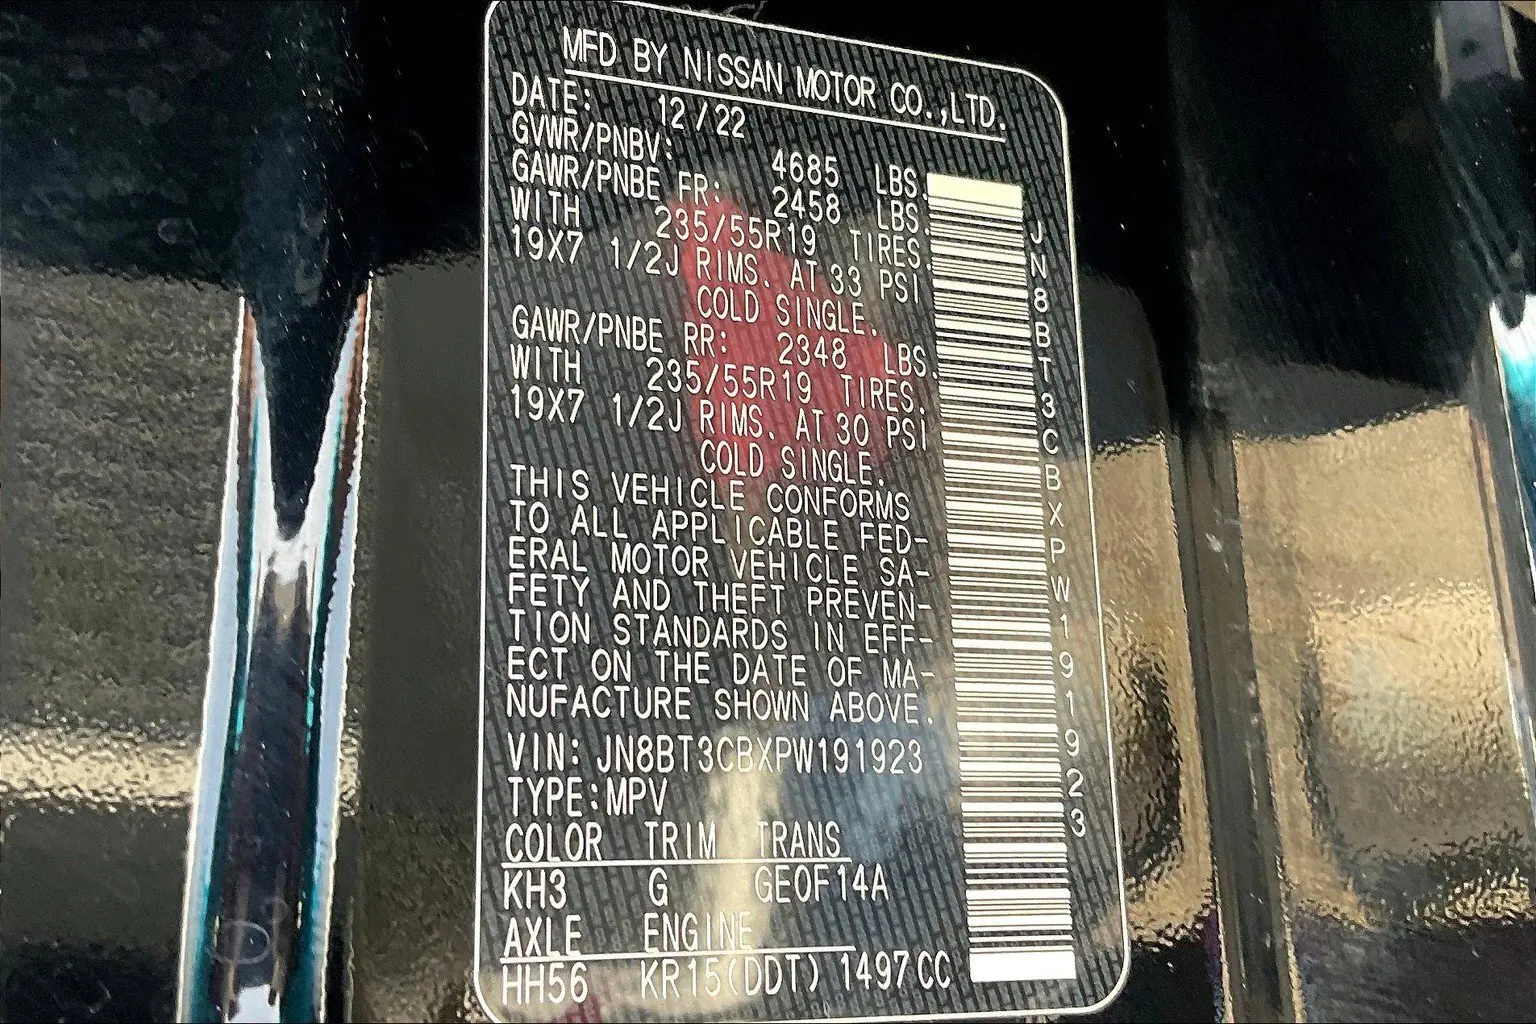 MFD BY NISSAN MOTOR CO.,LTD.
DATE: 12/22
GVWR/PNBV: 4685 LBS.
GAWR/PNBE FR: 2458 LBS.
WITH 235/55R19 TIRES.
19X7 1/2J RIMS. AT 33 PSI
COLD SINGLE.
GAWR/PNBE RR: 2348 LBS.
WITH 235/55R19 TIRES.
19X7 1/2J RIMS. AT 30 PSI
COLD SINGLE.
THIS VEHICLE CONFORMS
TO ALL APPLICABLE FED-
ERAL MOTOR VEHICLE SA-
FETY AND THEFT PREVEN-
TION STANDARDS IN EFF-
ECT ON THE DATE OF MA-
NUFACTURE SHOWN ABOVE.
VIN: JN8BT3CBXPW191923
TYPE:MPV
COLOR TRIM TRANS
KH3 G GEOF14A
AXLE ENGINE
HH56 KR15(DDT) 1497CC
JN8BT3CBXPW191923